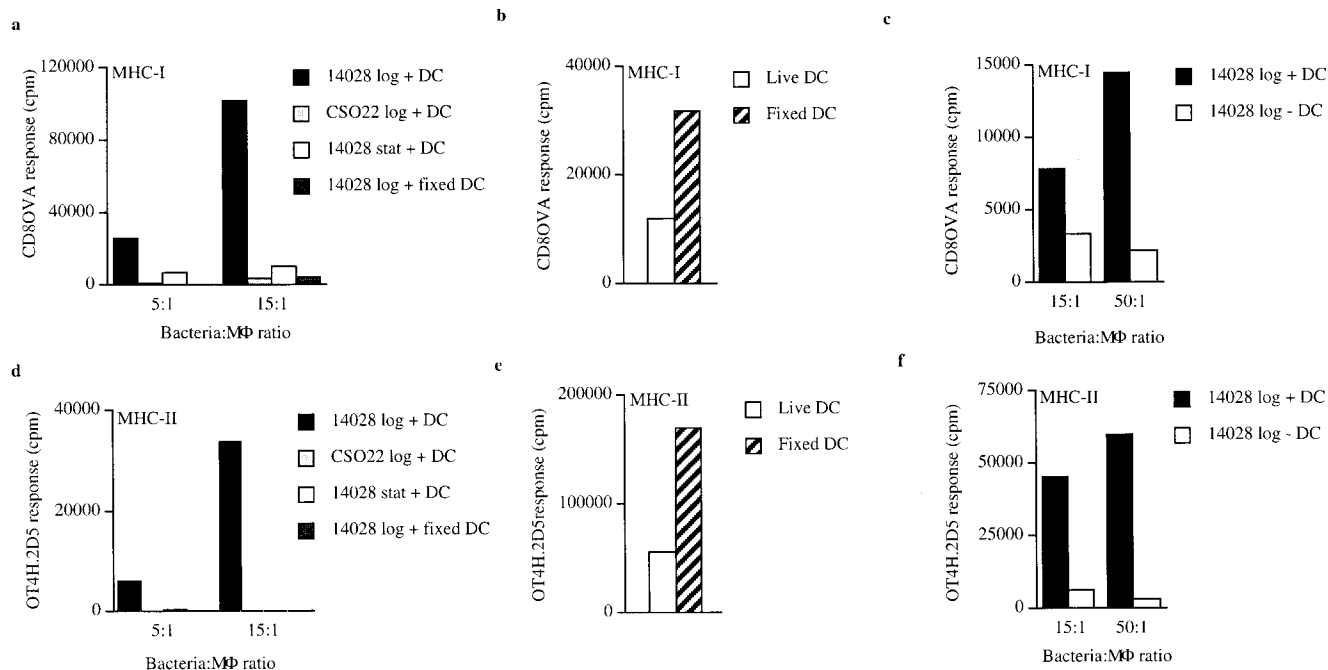 a
MHC-I
CD8OVA response (cpm)
120000
80000
40000
0
5:1
15:1
Bacteria:MΦ ratio
14028 log + DC
CSO22 log + DC
14028 stat + DC
14028 log + fixed DC
b
MHC-I
CD8OVA response (cpm)
40000
20000
0
Live DC
Fixed DC
c
MHC-I
CD8OVA response (cpm)
15000
10000
5000
0
15:1
50:1
Bacteria:MΦ ratio
14028 log + DC
14028 log - DC
d
MHC-II
OT4H.2D5 response (cpm)
40000
20000
0
5:1
15:1
Bacteria:MΦ ratio
14028 log + DC
CSO22 log + DC
14028 stat + DC
14028 log + fixed DC
e
MHC-II
OT4H.2D5response (cpm)
200000
100000
0
Live DC
Fixed DC
f
MHC-II
OT4H.2D5 response (cpm)
75000
50000
25000
0
15:1
50:1
Bacteria:MΦ ratio
14028 log + DC
14028 log - DC